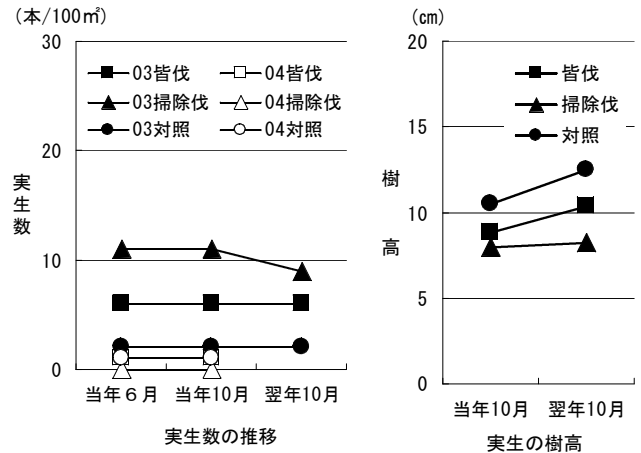 （本/100㎡）
30
20
10
0
03皆伐
04皆伐
03掃除伐
04掃除伐
03対照
04対照
実生数
当年６月
当年10月
翌年10月
実生数の推移
（㎝）
20
15
10
5
0
皆伐
掃除伐
対照
樹高
当年10月
翌年10月
実生の樹高